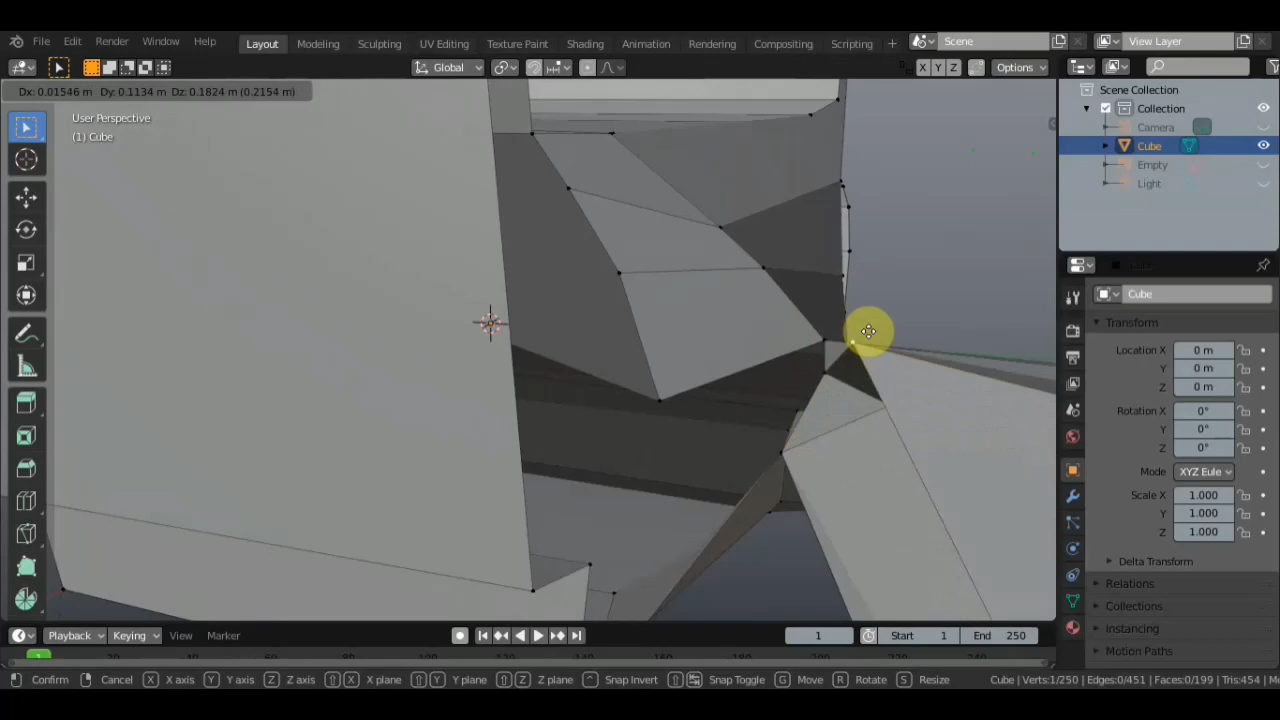 File Edit Render Window Help Layout Modeling Sculpting UV Editing Texture Paint Shading Animation Rendering Compositing Scripting + Scene View Layer
Global X Y Z Options
Dx: 0.01546 m Dy: 0.1134 m Dz: 0.1824 m (0.2154 m)
User Perspective
(1) Cube
Scene Collection
Collection
Camera
Cube
Empty
Light
Cube
Transform
Location X 0 m
Y 0 m
Z 0 m
Rotation X 0°
Y 0°
Z 0°
Mode XYZ Eule
Scale X 1.000
Y 1.000
Z 1.000
Delta Transform
Relations
Collections
Instancing
Motion Paths
Playback Keying View Marker 1 Start 1 End 250
Confirm Cancel X X axis Y Y axis Z Z axis X X plane Y Y plane Z Z plane Snap Invert Snap Toggle G Move R Rotate S Resize Cube | Verts:1/250 | Edges:0/451 | Faces:0/199 | Tris:454 |